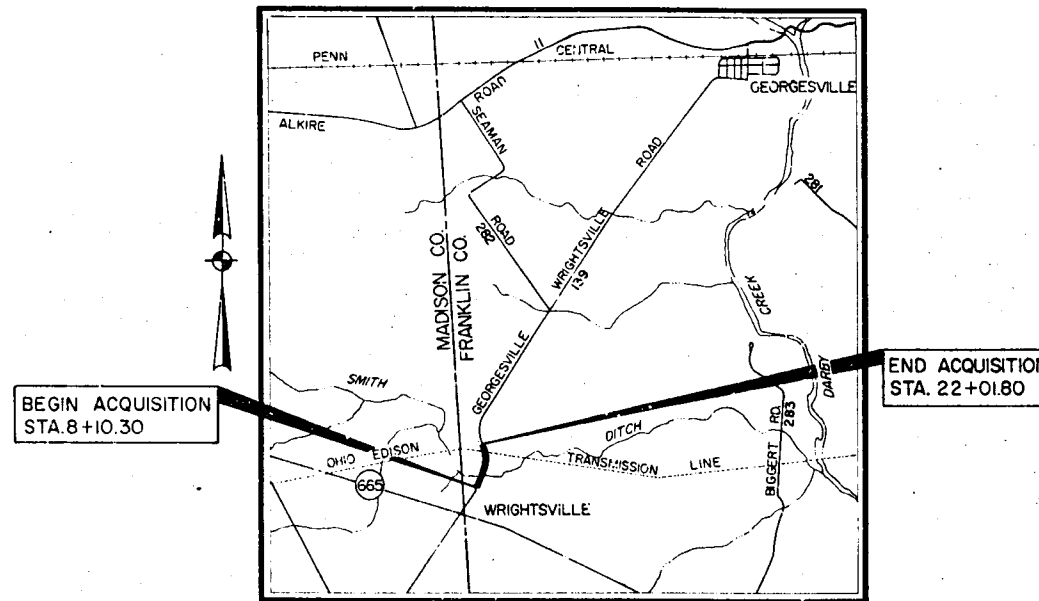 PENN
11
CENTRAL
GEORGESVILLE
ALKIRE
ROAD
SEAMAN
ROAD
282
ROAD
WRIGHTSVILLE
139
GEORGESVILLE
281
MADISON CO.
FRANKLIN CO.
CREEK
DARBY
SMITH
DITCH
BEGIN ACQUISITION
STA. 8+10.30
END ACQUISITION
STA. 22+01.80
OHIO EDISON
TRANSMISSION LINE
665
WRIGHTSVILLE
BIGGERT RD.
283